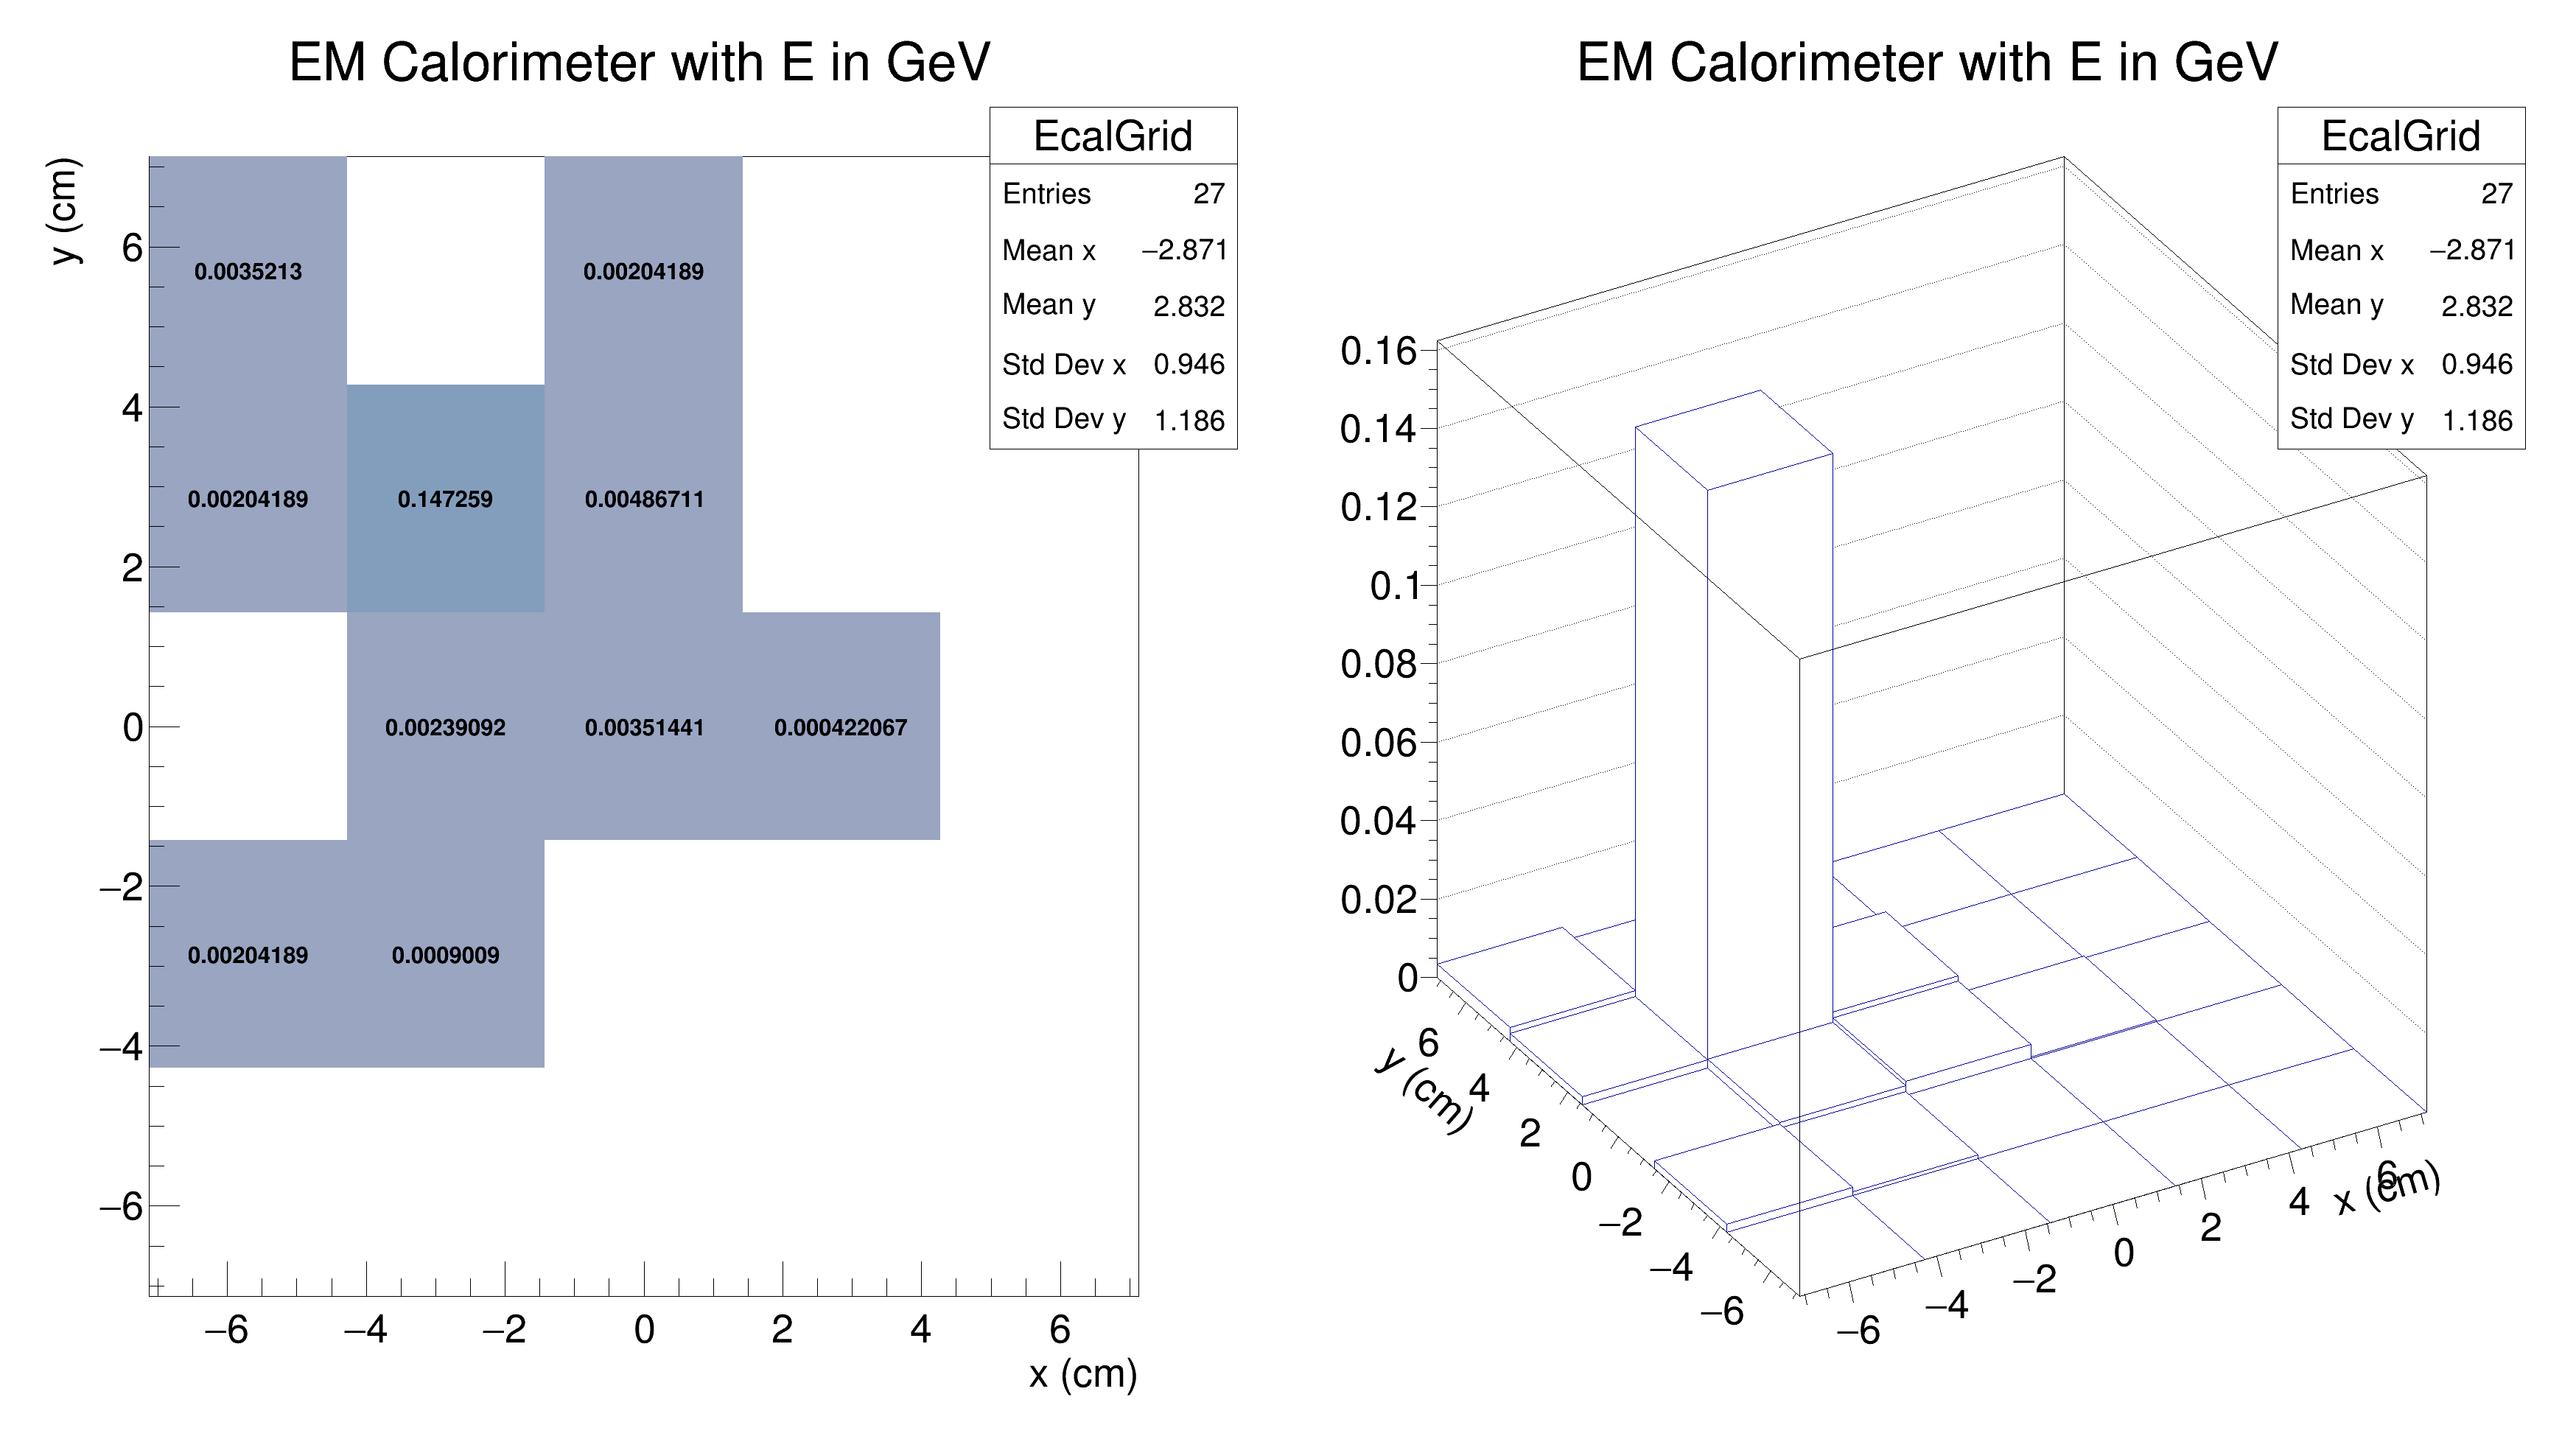 EM Calorimeter with E in GeV
EcalGrid
Entries 27
Mean x −2.871
Mean y 2.832
Std Dev x 0.946
Std Dev y 1.186
y (cm)
6
4
2
0
−2
−4
−6
0.0035213 0.00204189
0.00204189 0.147259 0.00486711
0.00239092 0.00351441 0.000422067
0.00204189 0.0009009
−6 −4 −2 0 2 4 6
x (cm)
EM Calorimeter with E in GeV
EcalGrid
Entries 27
Mean x −2.871
Mean y 2.832
Std Dev x 0.946
Std Dev y 1.186
0.16
0.14
0.12
0.1
0.08
0.06
0.04
0.02
0
6
4
2
0
−2
−4
−6
y (cm)
−6
−4
−2
0
2
4
6
x (cm)